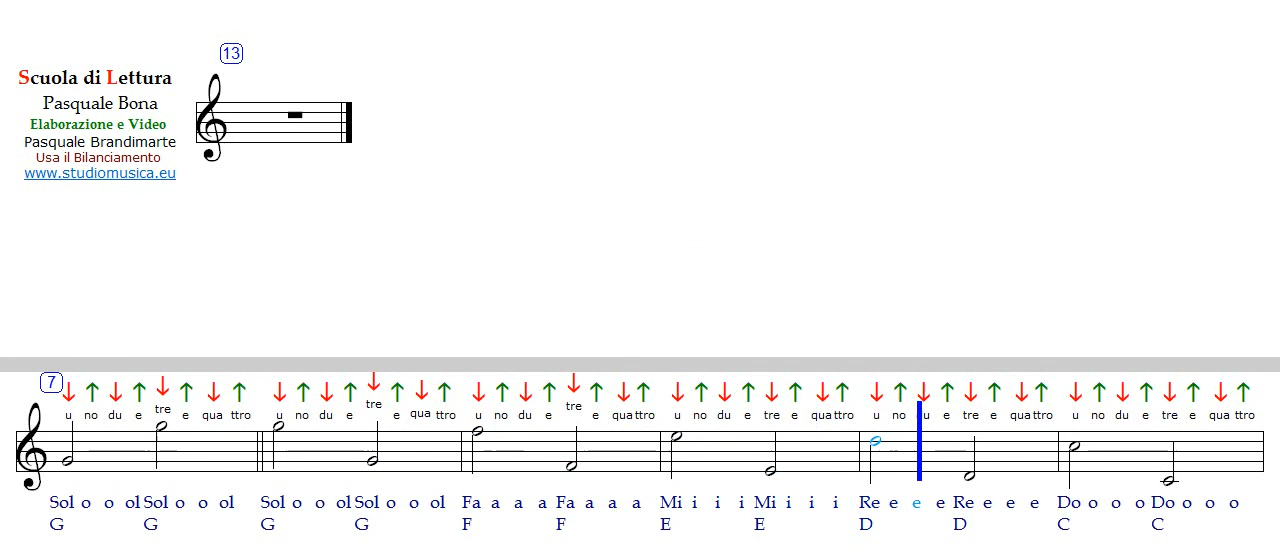 13
Scuola di Lettura
Pasquale Bona
Elaborazione e Video
Pasquale Brandimarte
Usa il Bilanciamento
www.studiomusica.eu
7
u no du e tre e qua ttro u no du e tre e qua ttro u no du e tre e qua ttro u no du e tre e qua ttro u no du e tre e qua ttro u no du e tre e qua ttro
Sol o o ol Sol o o ol Sol o o ol Sol o o ol Fa a a a Fa a a a Mi i i i Mi i i i Re e e e Re e e e Do o o o Do o o o
G G G G F F E E D D C C